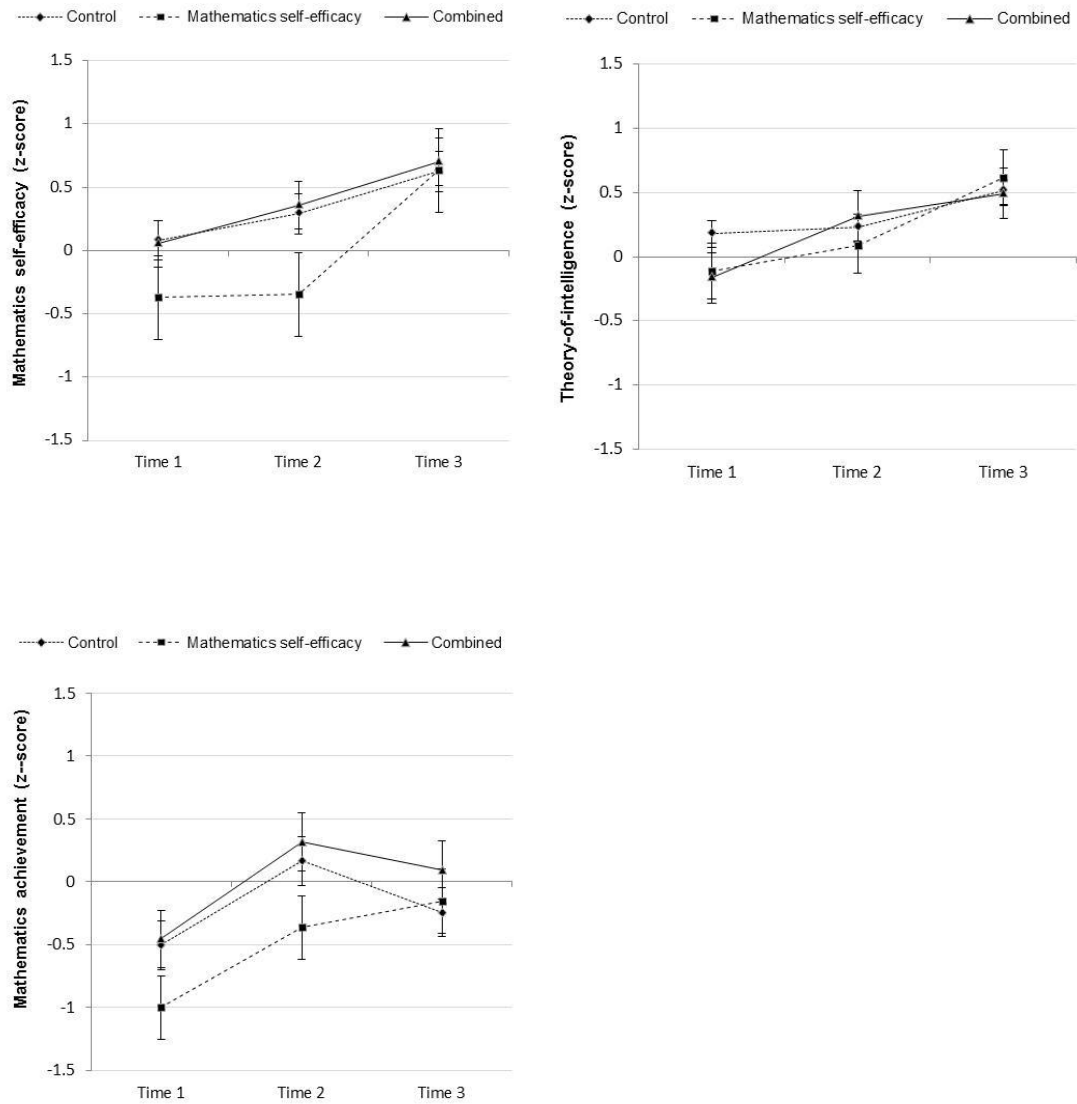 Control Mathematics self-efficacy Combined
Mathematics self-efficacy (z-score)
1.5
1
0.5
0
-0.5
-1
-1.5
Time 1 Time 2 Time 3
Control Mathematics self-efficacy Combined
Theory-of-intelligence (z-score)
1.5
1
0.5
0
-0.5
-1
-1.5
Time 1 Time 2 Time 3
Control Mathematics self-efficacy Combined
Mathematics achievement (z--score)
1.5
1
0.5
0
-0.5
-1
-1.5
Time 1 Time 2 Time 3